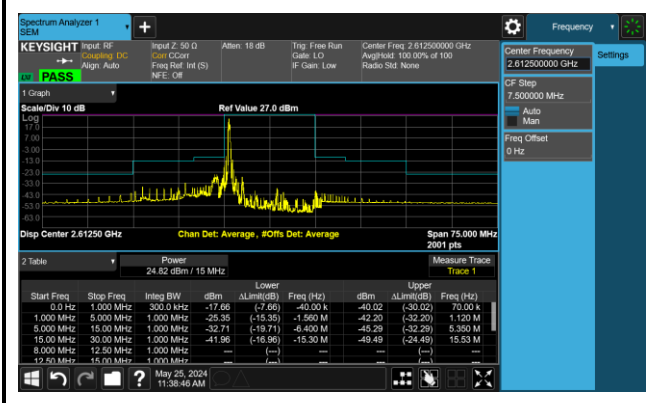 Spectrum Analyzer 1
SEM
+
Frequency
KEYSIGHT
Input: RF
Coupling: DC
Align: Auto
Input Z: 50 Ω
Corr CCorr
Freq Ref: Int (S)
NFE: Off
Atten: 18 dB
Trig: Free Run
Gate: LO
IF Gain: Low
Center Freq: 2.612500000 GHz
Avg|Hold: 100.00% of 100
Radio Std: None
PASS
Center Frequency
2.612500000 GHz
Settings
CF Step
7.500000 MHz
Auto
Man
Freq Offset
0 Hz
1 Graph
Scale/Div 10 dB
Ref Value 27.0 dBm
Log
17.0
7.00
-3.00
-13.0
-23.0
-33.0
-43.0
-53.0
-63.0
Disp Center 2.61250 GHz
Chan Det: Average, #Offs Det: Average
Span 75.000 MHz
2001 pts
2 Table
Power
24.82 dBm / 15 MHz
Measure Trace
Trace 1
Lower Upper
Start Freq Stop Freq Integ BW dBm ΔLimit(dB) Freq (Hz) dBm ΔLimit(dB) Freq (Hz)
0.0 Hz 1.000 MHz 300.0 kHz -17.66 (-7.66) -40.00 k -40.02 (-30.02) 70.00 k
1.000 MHz 5.000 MHz 1.000 MHz -25.35 (-15.35) -1.560 M -42.20 (-32.20) 1.120 M
5.000 MHz 15.00 MHz 1.000 MHz -32.71 (-19.71) -6.400 M -45.29 (-32.29) 5.350 M
15.00 MHz 30.00 MHz 1.000 MHz -41.96 (-16.96) -15.30 M -49.49 (-24.49) 15.53 M
8.000 MHz 12.50 MHz 1.000 MHz --- (---) --- --- (---) ---
12.50 MHz 15.00 MHz 1.000 MHz --- (---) --- --- (---) ---
?
May 25, 2024
11:38:46 AM